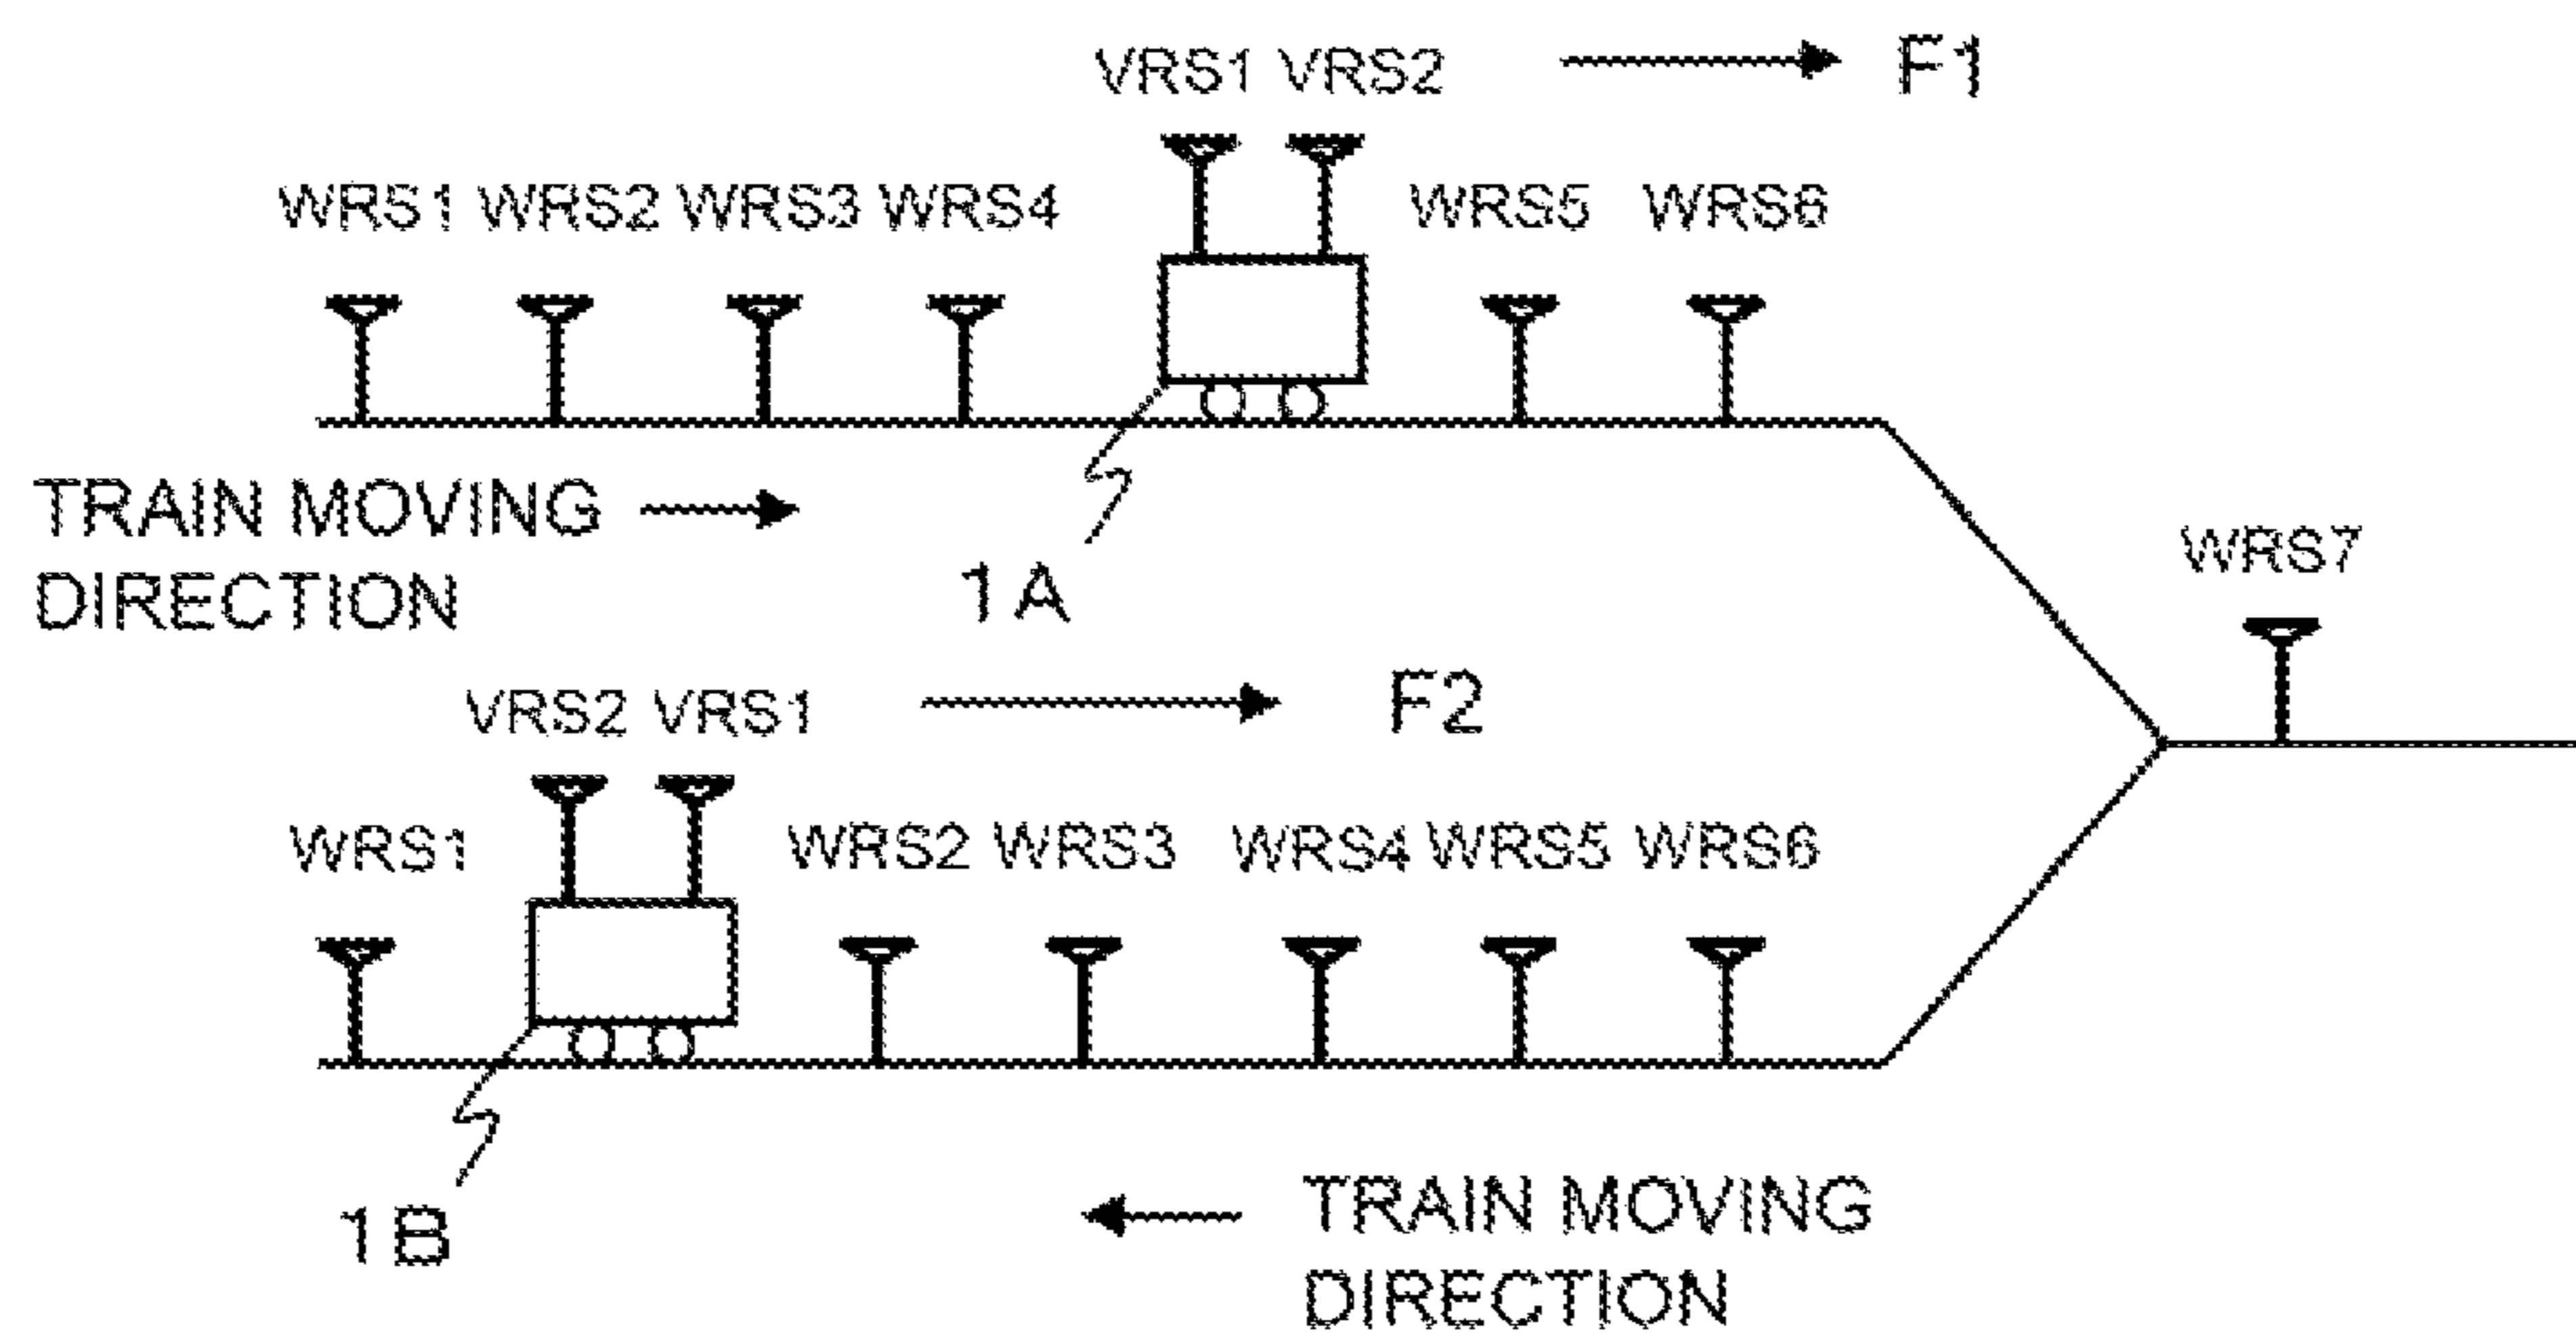 VRS1 VRS2 F1
WRS1 WRS2 WRS3 WRS4 WRS5 WRS6
TRAIN MOVING
DIRECTION
1A
WRS7
VRS2 VRS1 F2
WRS1 WRS2 WRS3 WRS4 WRS5 WRS6
1B
TRAIN MOVING
DIRECTION